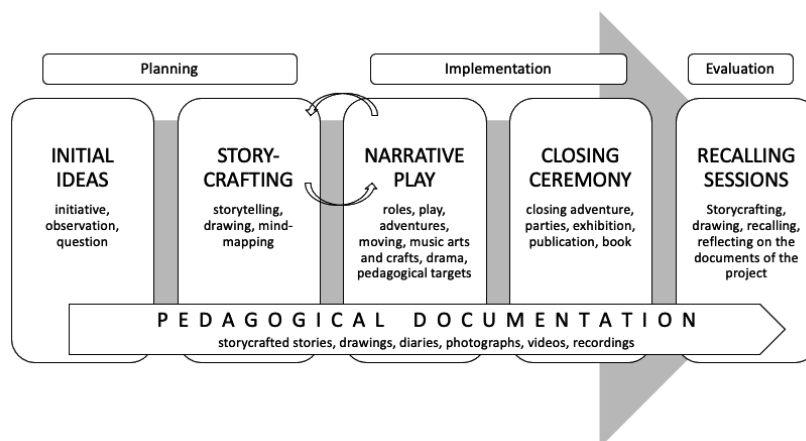 Planning
Implementation
Evaluation
INITIAL
IDEAS
initiative,
observation,
question
STORY-
CRAFTING
storytelling,
drawing, mind-
mapping
NARRATIVE
PLAY
roles, play,
adventures,
moving, music arts
and crafts, drama,
pedagogical targets
CLOSING
CEREMONY
closing adventure,
parties, exhibition,
publication, book
RECALLING
SESSIONS
Storycrafting,
drawing, recalling,
reflecting on the
documents of the
project
PEDAGOGICAL DOCUMENTATION
storycrafted stories, drawings, diaries, photographs, videos, recordings